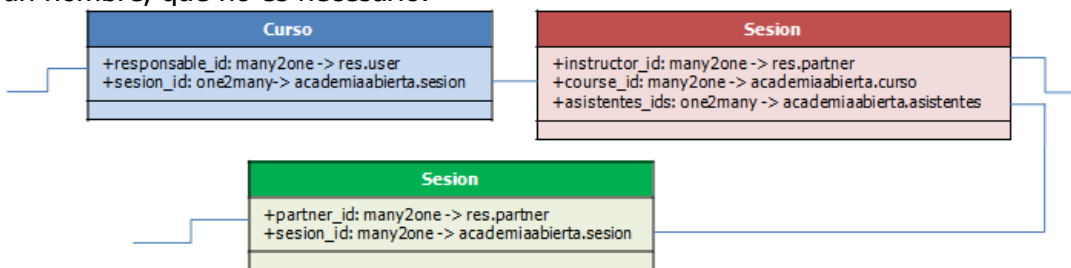 un nombre, que no es necesario.
Curso
+responsable_id: many2one -> res.user
+sesion_id: one2many-> academiaabierta.sesion
Sesion
+instructor_id: many2one -> res.partner
+course_id: many2one -> academiaabierta.curso
+asistentes_ids: one2many -> academiaabierta.asistentes
Sesion
+partner_id: many2one -> res.partner
+sesion_id: many2one -> academiaabierta.sesion